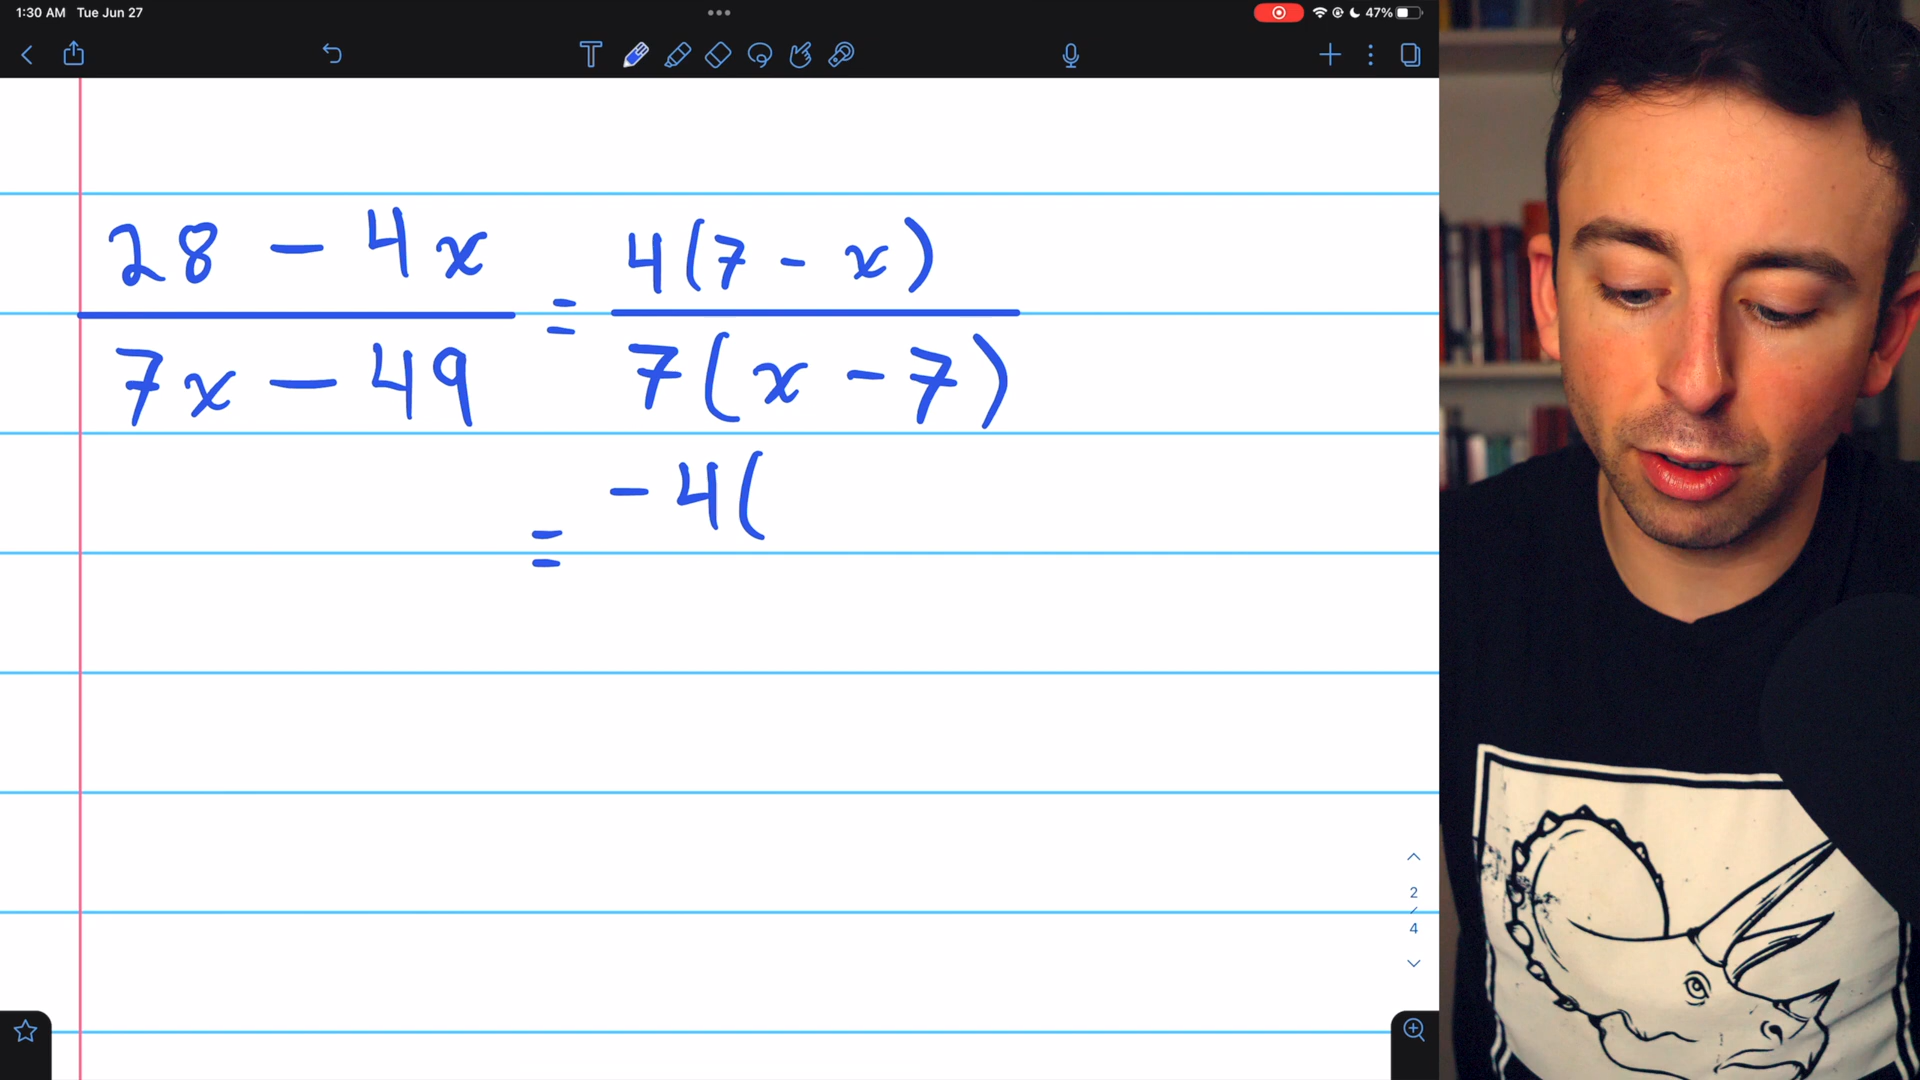 1:30 AM Tue Jun 27
47%
T
28 - 4x = 4(7 - x)
7x - 49 7(x - 7)
= -4(
2
/
4